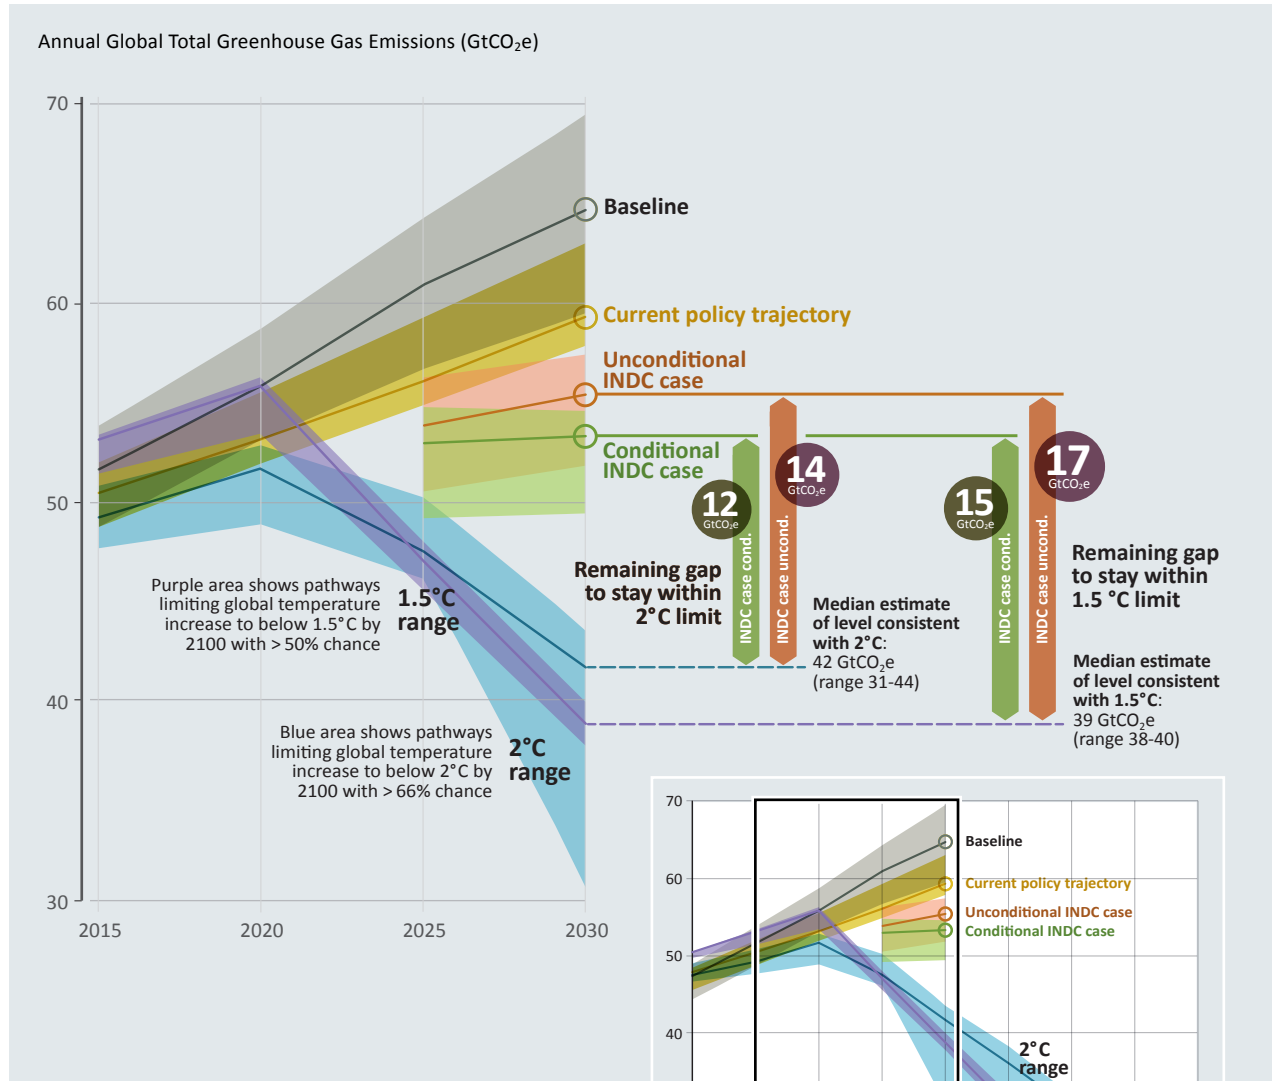 Annual Global Total Greenhouse Gas Emissions (GtCO₂e)
70
60
50
40
30
2015
2020
2025
2030
Baseline
Current policy trajectory
Unconditional
INDC case
Conditional
INDC case
Purple area shows pathways
limiting global temperature
increase to below 1.5°C by
2100 with > 50% chance
1.5°C
range
Blue area shows pathways
limiting global temperature
increase to below 2°C by
2100 with > 66% chance
2°C
range
12
GtCO₂e
14
GtCO₂e
INDC case cond.
INDC case uncond.
Remaining gap
to stay within
2°C limit
Median estimate
of level consistent
with 2°C:
42 GtCO₂e
(range 31-44)
15
GtCO₂e
17
GtCO₂e
INDC case cond.
INDC case uncond.
Remaining gap
to stay within
1.5 °C limit
Median estimate
of level consistent
with 1.5°C:
39 GtCO₂e
(range 38-40)
70
60
50
40
Baseline
Current policy trajectory
Unconditional INDC case
Conditional INDC case
2°C
range